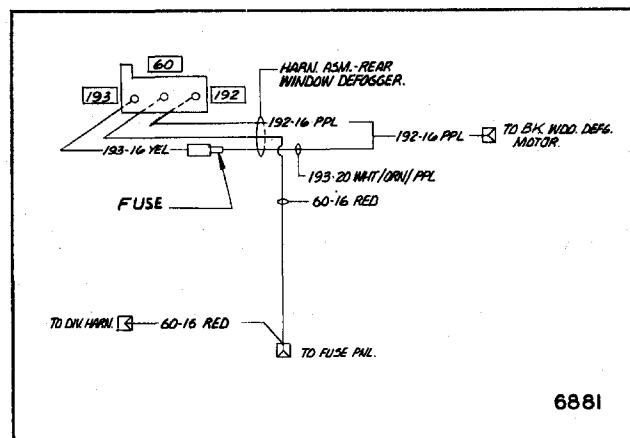 60
193
192
HARN. ASM.-REAR
WINDOW DEFOGGER.
192-16 PPL
192-16 PPL
TO BK. WDO. DEFG.
MOTOR.
193-16 YEL
193-20 WHT/ORN/PPL
FUSE
60-16 RED
TO DIV. HARN.
60-16 RED
TO FUSE PNL.
6881